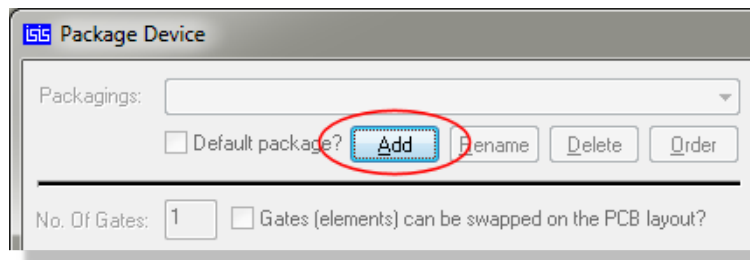 isis Package Device
Packagings:
Default package? Add Rename Delete Order
No. Of Gates: 1 Gates (elements) can be swapped on the PCB layout?